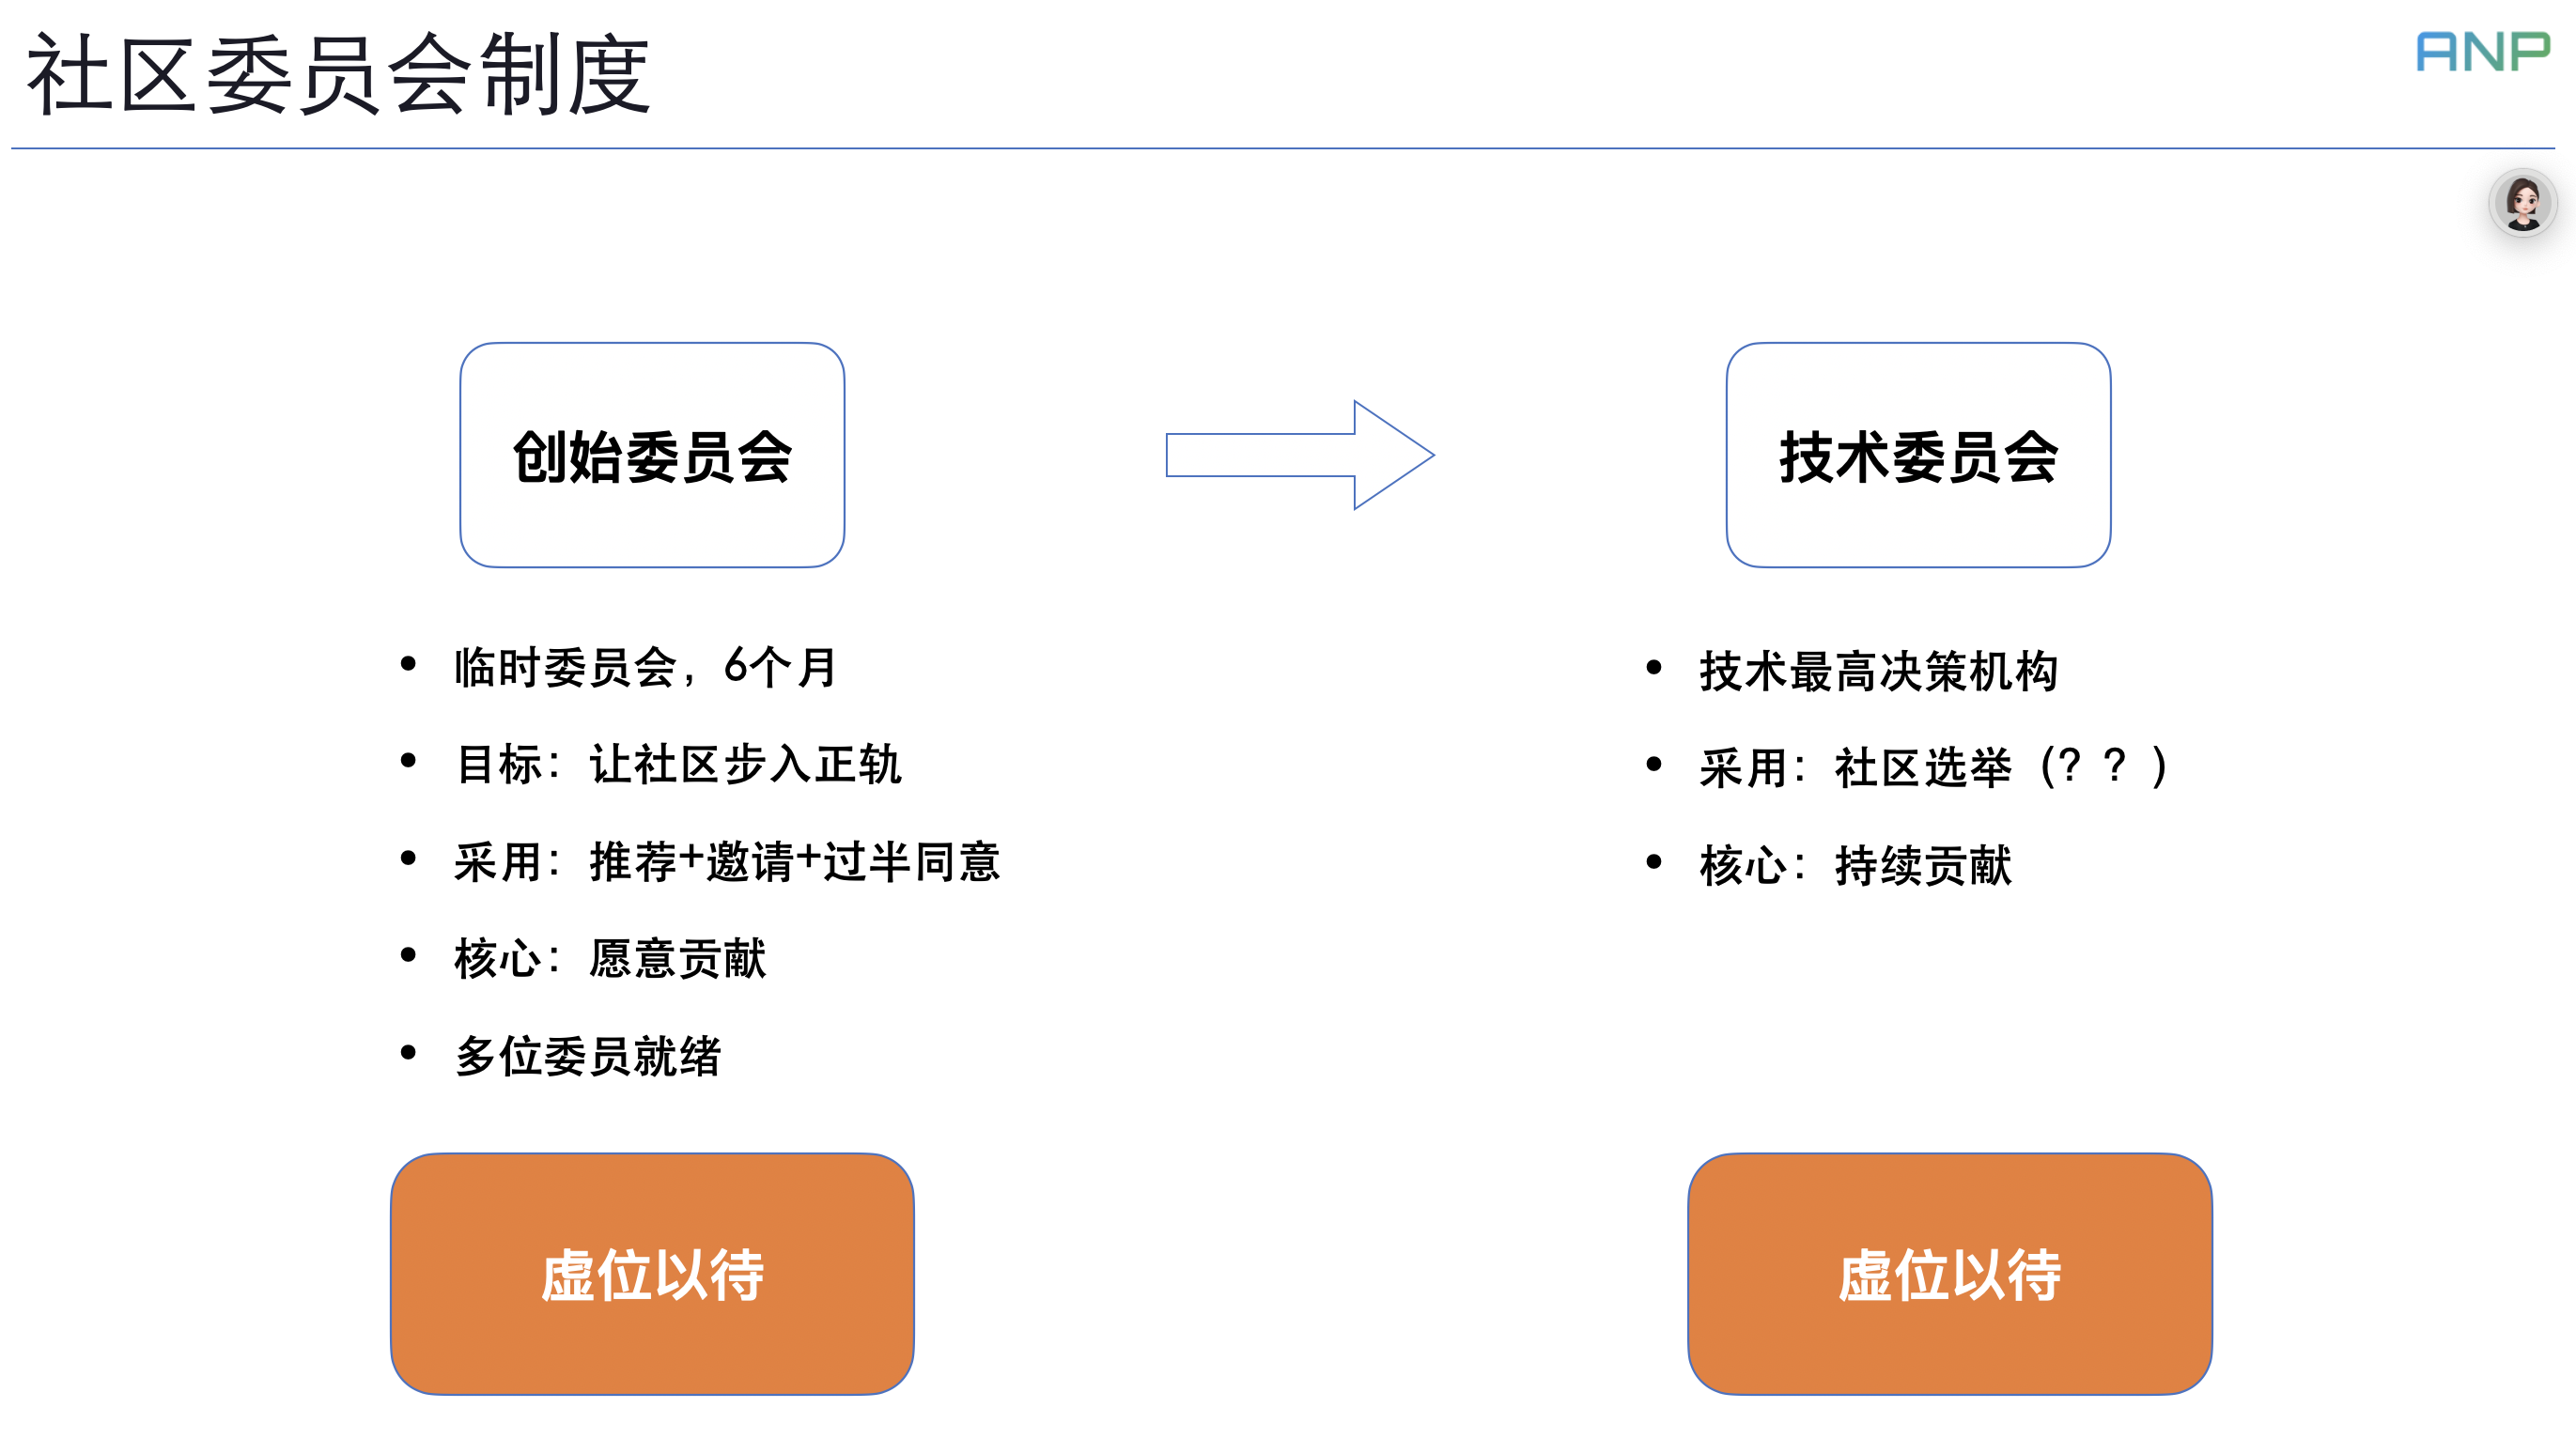 社区委员会制度
ANP
创始委员会
技术委员会
• 临时委员会，6个月
• 目标：让社区步入正轨
• 采用：推荐+邀请+过半同意
• 核心：愿意贡献
• 多位委员就绪
• 技术最高决策机构
• 采用：社区选举（？？）
• 核心：持续贡献
虚位以待
虚位以待